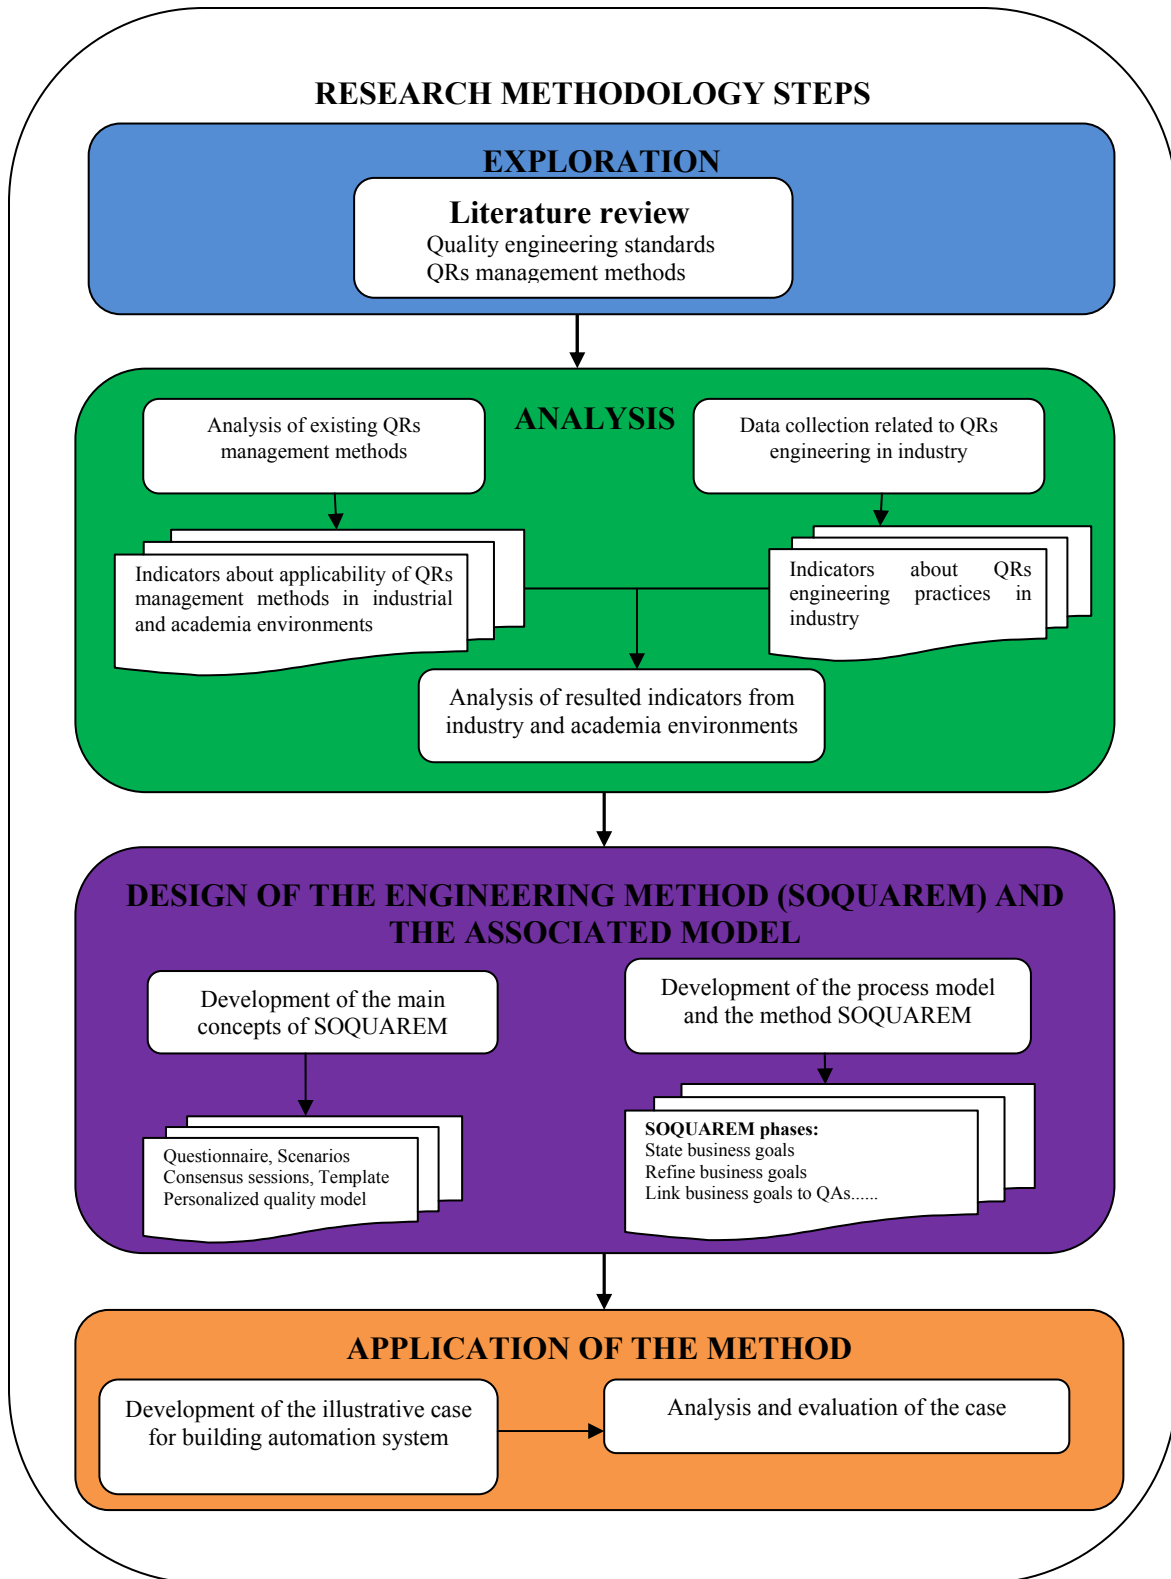 RESEARCH METHODOLOGY STEPS
EXPLORATION
Literature review
Quality engineering standards
QRs management methods
ANALYSIS
Analysis of existing QRs
management methods
Data collection related to QRs
engineering in industry
Indicators about applicability of QRs
management methods in industrial
and academia environments
Indicators about QRs
engineering practices in
industry
Analysis of resulted indicators from
industry and academia environments
DESIGN OF THE ENGINEERING METHOD (SOQUAREM) AND
THE ASSOCIATED MODEL
Development of the main
concepts of SOQUAREM
Development of the process model
and the method SOQUAREM
Questionnaire, Scenarios
Consensus sessions, Template
Personalized quality model
SOQUAREM phases:
State business goals
Refine business goals
Link business goals to QAs......
APPLICATION OF THE METHOD
Development of the illustrative case
for building automation system
Analysis and evaluation of the case